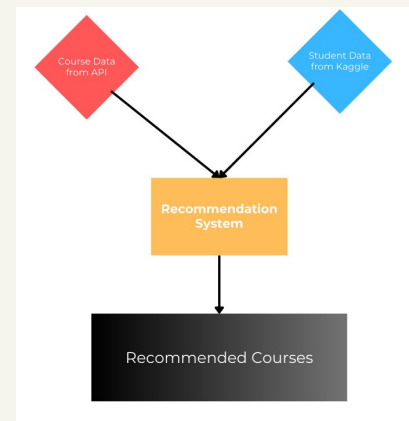 Course Data
from API
Student Data
from Kaggle
Recommendation
System
Recommended Courses